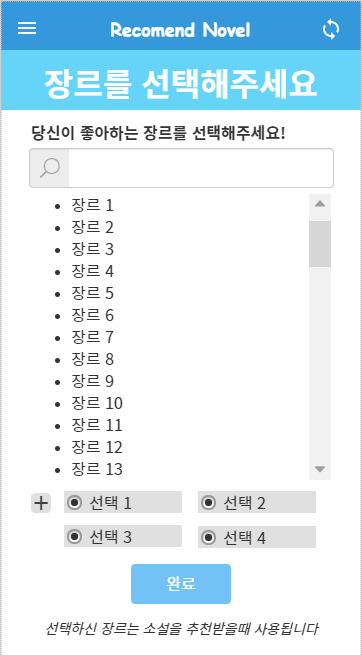 Recomend Novel
장르를 선택해주세요
당신이 좋아하는 장르를 선택해주세요!
장르 1
장르 2
장르 3
장르 4
장르 5
장르 6
장르 7
장르 8
장르 9
장르 10
장르 11
장르 12
장르 13
선택 1 선택 2
선택 3 선택 4
완료
선택하신 장르는 소설을 추천받을때 사용됩니다